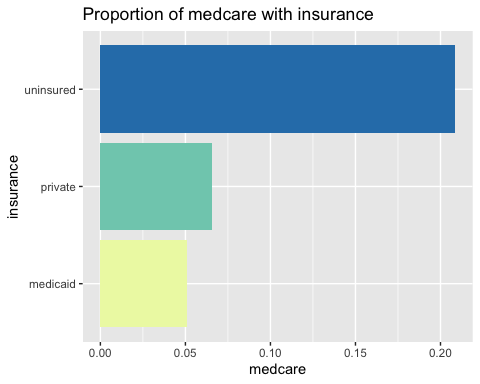 Proportion of medcare with insurance
insurance
uninsured
private
medicaid
0.00 0.05 0.10 0.15 0.20
medcare